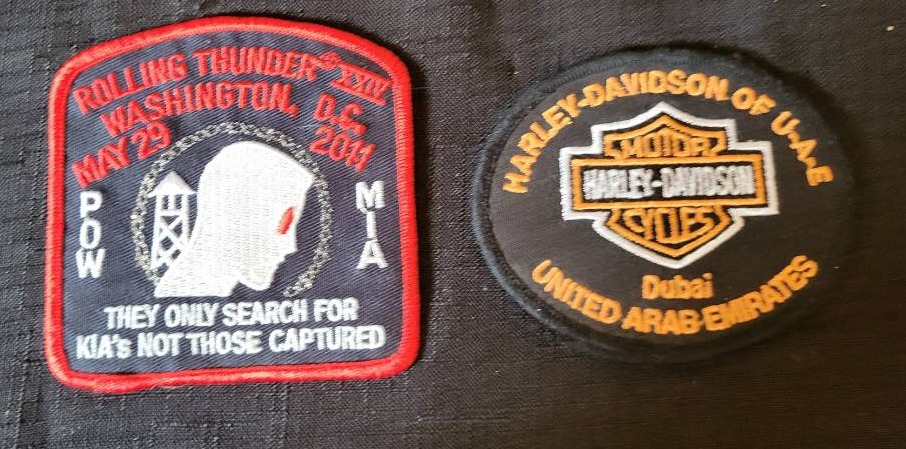 ROLLING THUNDER® XXIV
WASHINGTON, D.C.
MAY 29 2011
POW
MIA
THEY ONLY SEARCH FOR
KIA's NOT THOSE CAPTURED
HARLEY-DAVIDSON OF U-A-E
MOTOR
HARLEY-DAVIDSON
CYCLES
Dubai
UNITED ARAB EMIRATES